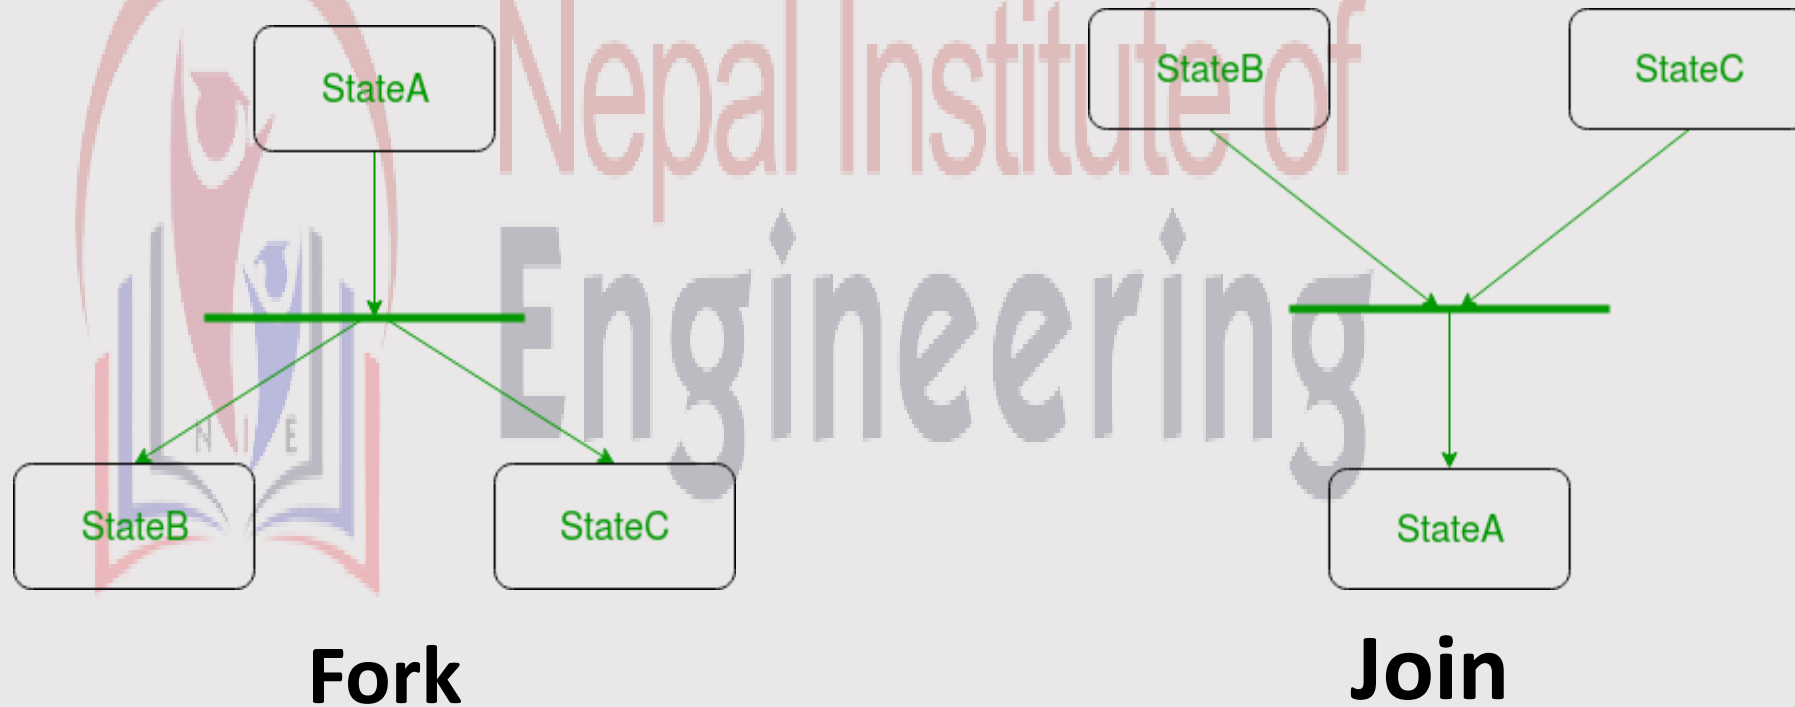 Nepal Institute of
Engineering
N I E
StateA
StateB
StateC
Fork
StateB
StateC
StateA
Join